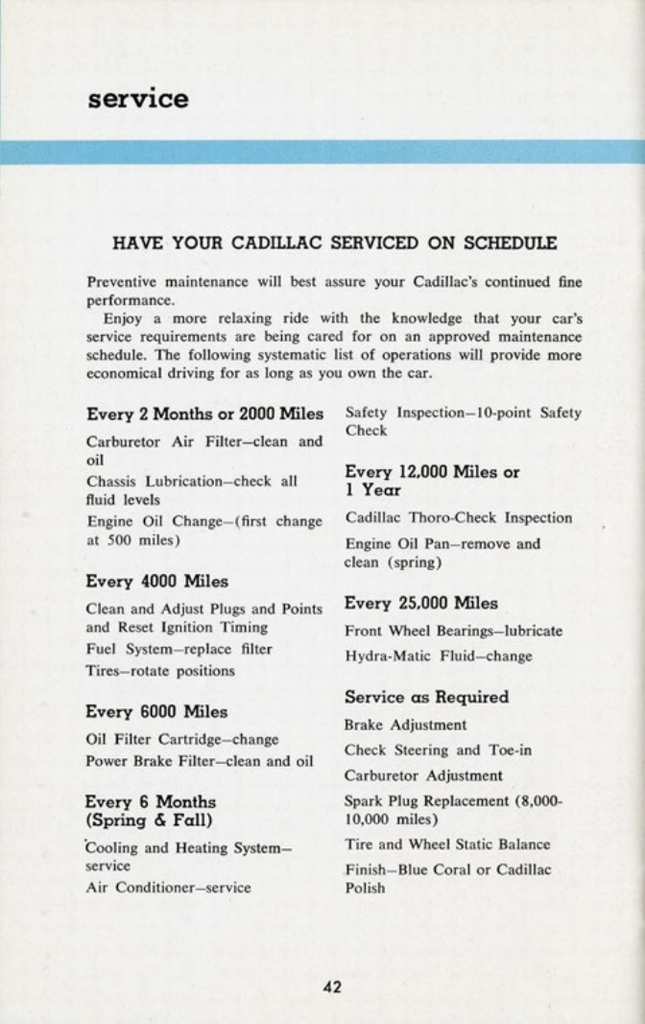 service
HAVE YOUR CADILLAC SERVICED ON SCHEDULE
Preventive maintenance will best assure your Cadillac's continued fine
performance.
Enjoy a more relaxing ride with the knowledge that your car's
service requirements are being cared for on an approved maintenance
schedule. The following systematic list of operations will provide more
economical driving for as long as you own the car.
Every 2 Months or 2000 Miles
Carburetor Air Filter—clean and
oil
Chassis Lubrication—check all
fluid levels
Engine Oil Change—(first change
at 500 miles)
Every 4000 Miles
Clean and Adjust Plugs and Points
and Reset Ignition Timing
Fuel System—replace filter
Tires—rotate positions
Every 6000 Miles
Oil Filter Cartridge—change
Power Brake Filter—clean and oil
Every 6 Months
(Spring & Fall)
Cooling and Heating System—
service
Air Conditioner—service
Safety Inspection—10-point Safety
Check
Every 12,000 Miles or
1 Year
Cadillac Thoro-Check Inspection
Engine Oil Pan—remove and
clean (spring)
Every 25,000 Miles
Front Wheel Bearings—lubricate
Hydra-Matic Fluid—change
Service as Required
Brake Adjustment
Check Steering and Toe-in
Carburetor Adjustment
Spark Plug Replacement (8,000-
10,000 miles)
Tire and Wheel Static Balance
Finish—Blue Coral or Cadillac
Polish
42